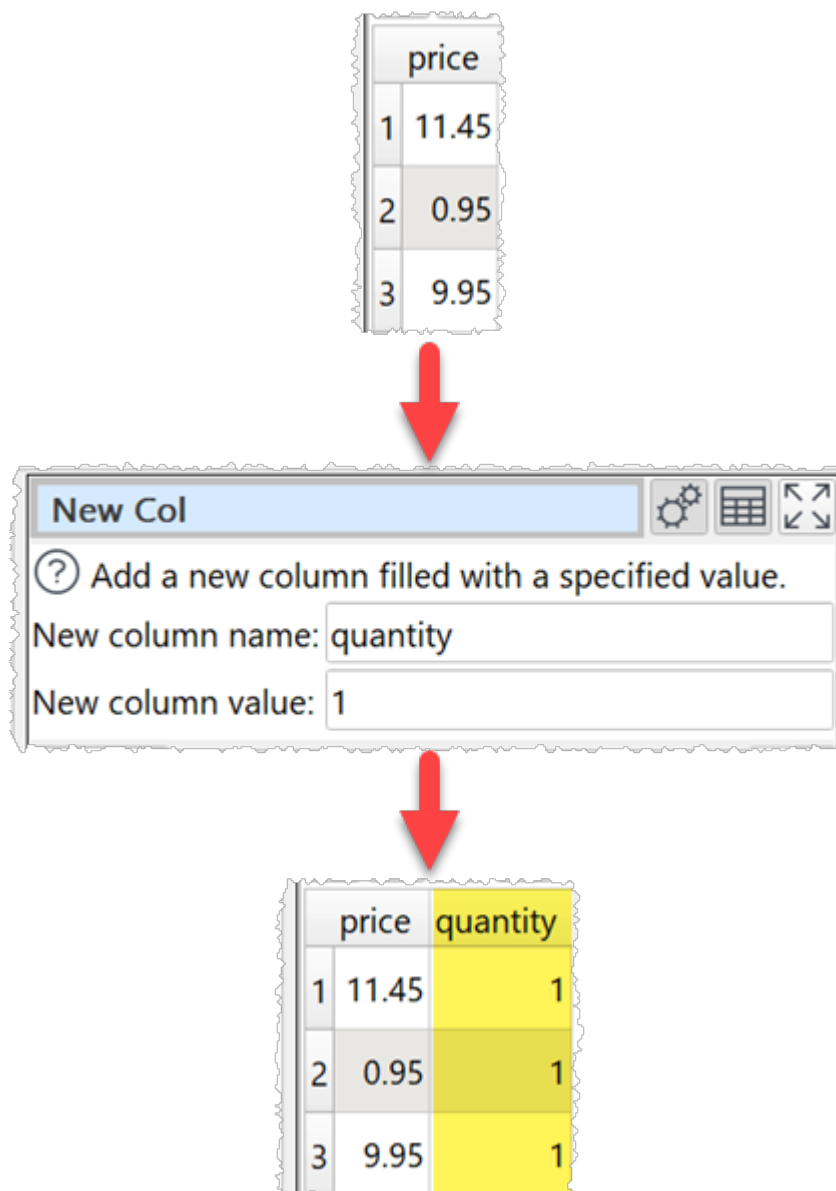 price
1 11.45
2 0.95
3 9.95
New Col
? Add a new column filled with a specified value.
New column name: quantity
New column value: 1
price quantity
1 11.45 1
2 0.95 1
3 9.95 1